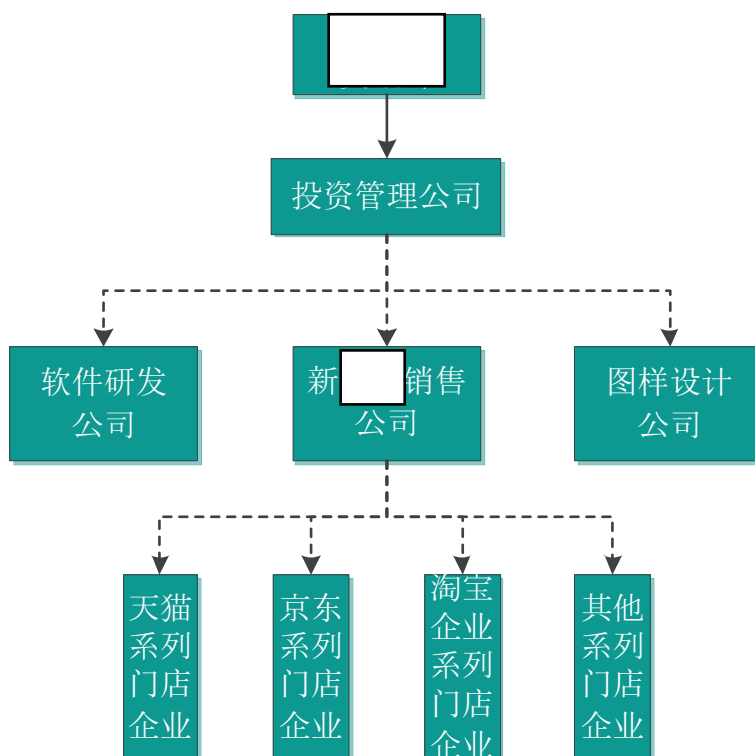 投资管理公司
软件研发
公司
新 销售
公司
图样设计
公司
天猫
系列
门店
企业
京东
系列
门店
企业
淘宝
企业
系列
门店
企业
其他
系列
门店
企业